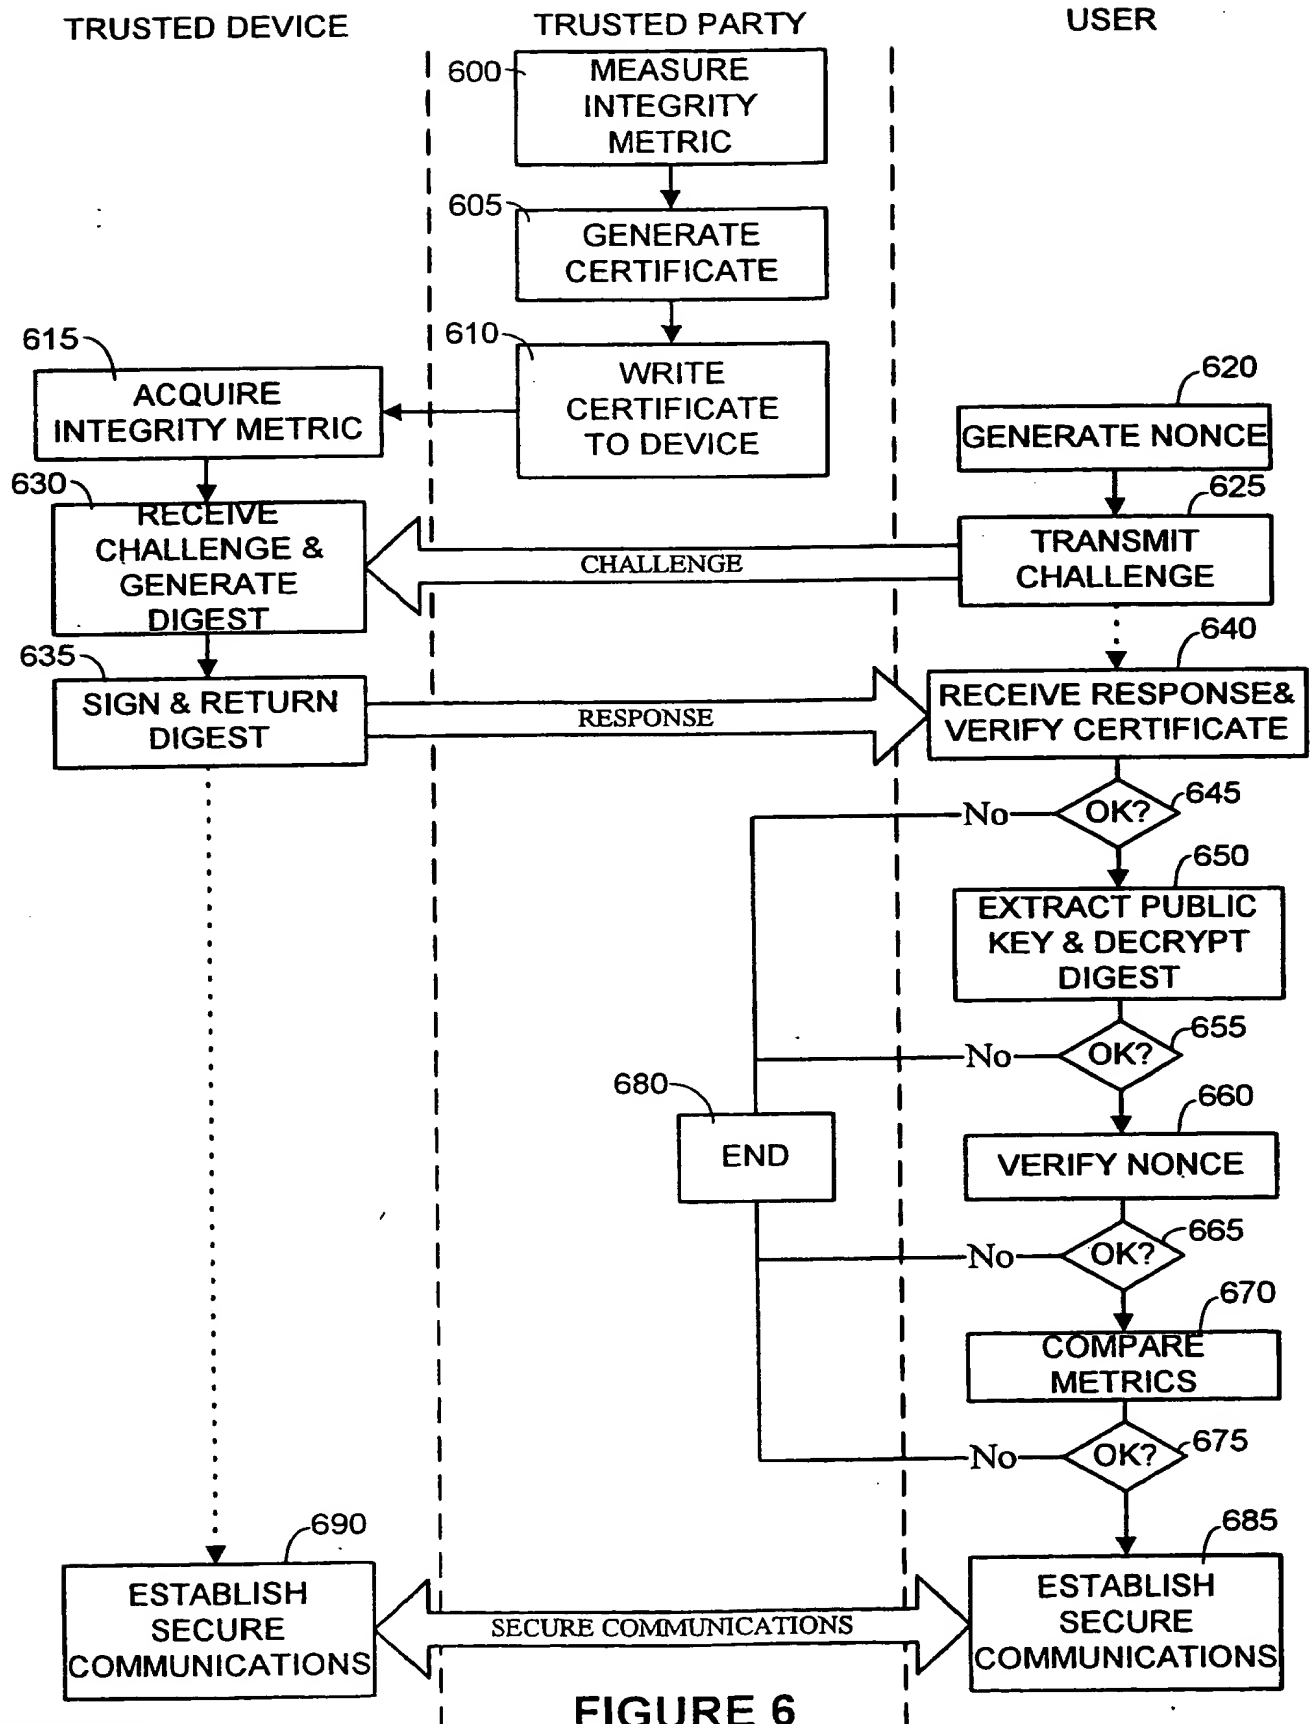 TRUSTED DEVICE
TRUSTED PARTY
USER
600
MEASURE
INTEGRITY
METRIC
605
GENERATE
CERTIFICATE
610
WRITE
CERTIFICATE
TO DEVICE
615
ACQUIRE
INTEGRITY METRIC
620
GENERATE NONCE
625
TRANSMIT
CHALLENGE
CHALLENGE
630
RECEIVE
CHALLENGE &
GENERATE
DIGEST
635
SIGN & RETURN
DIGEST
RESPONSE
640
RECEIVE RESPONSE&
VERIFY CERTIFICATE
645
OK?
No
650
EXTRACT PUBLIC
KEY & DECRYPT
DIGEST
655
OK?
No
660
VERIFY NONCE
665
OK?
No
670
COMPARE
METRICS
675
OK?
No
680
END
685
ESTABLISH
SECURE
COMMUNICATIONS
SECURE COMMUNICATIONS
690
ESTABLISH
SECURE
COMMUNICATIONS
FIGURE 6